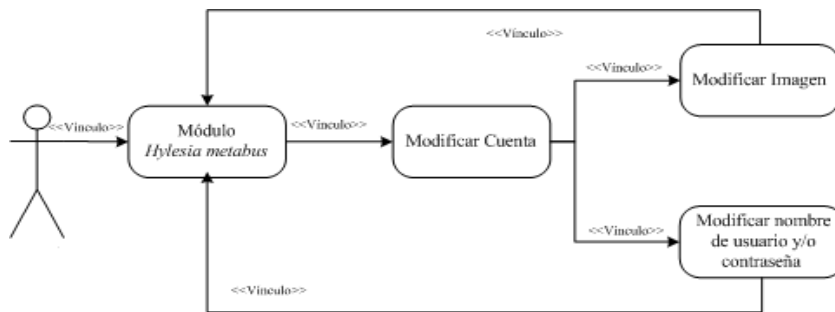 <<Vínculo>>
Modificar Imagen
<<Vínculo>>
<<Vínculo>>
Módulo
Hylesia metabus
<<Vínculo>>
Modificar Cuenta
<<Vínculo>>
Modificar nombre
de usuario y/o
contraseña
<<Vínculo>>